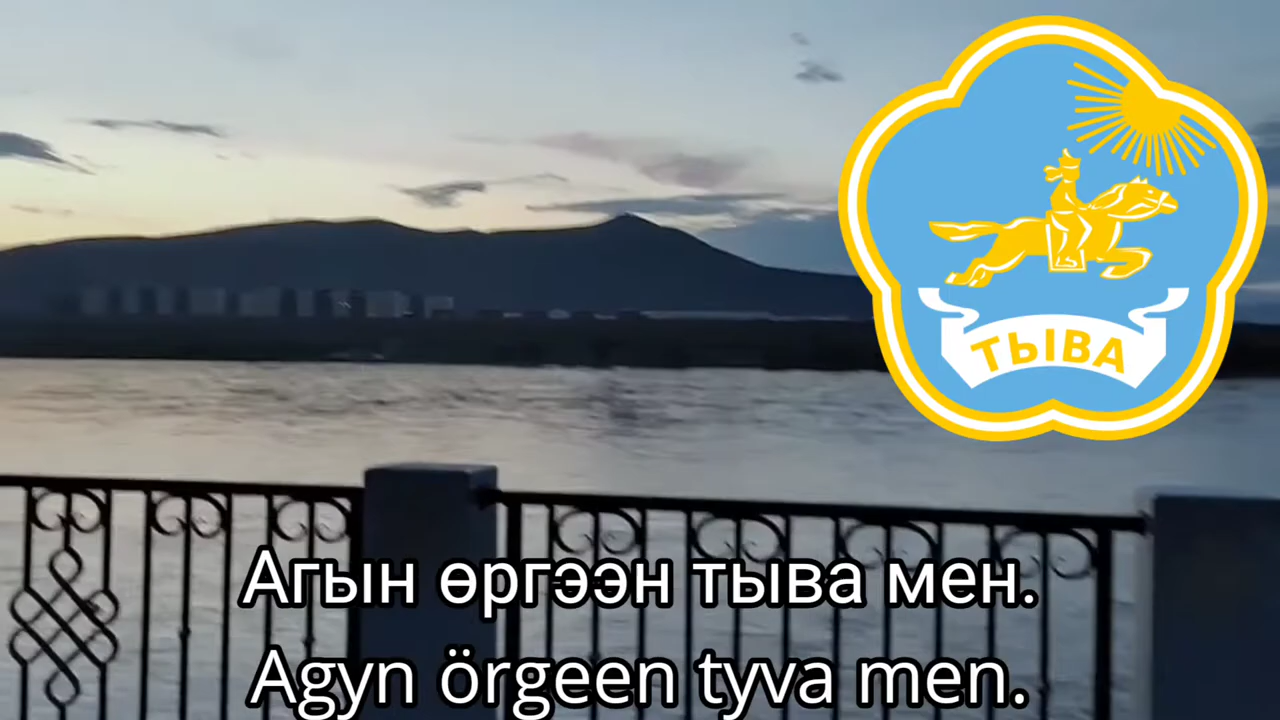 ТЫВА
Агын өргээн тыва мен.
Agyn örgeen tyva men.